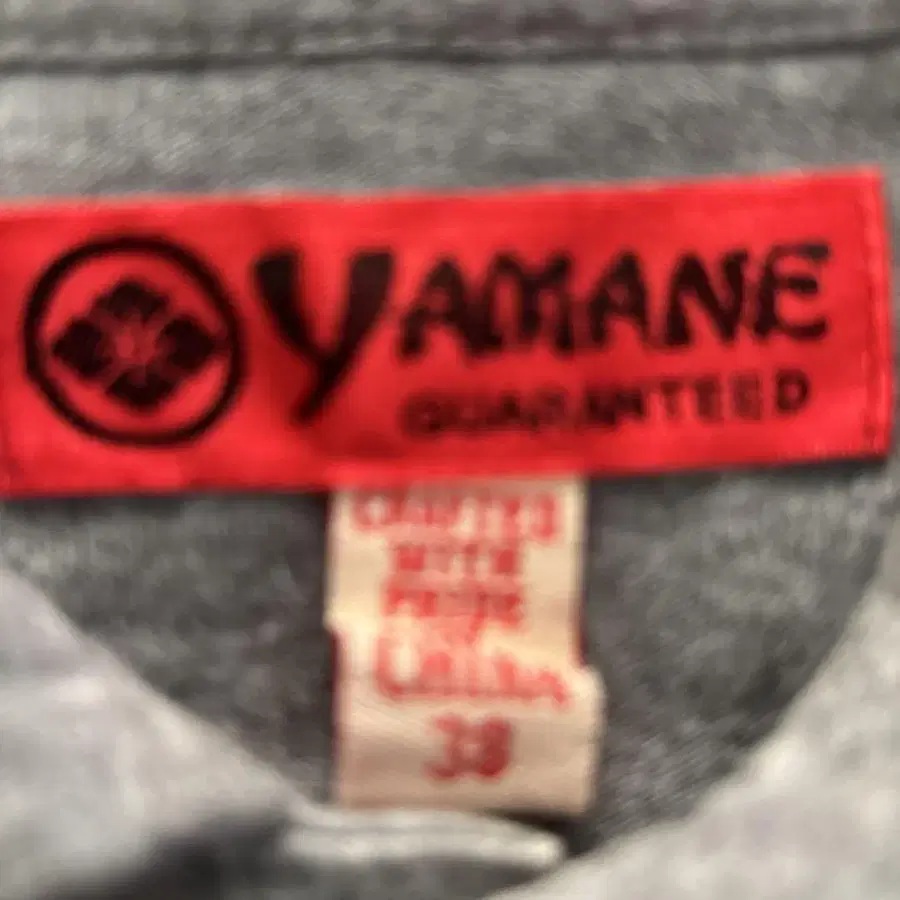 YAMANE
GUARANTEED
CRAFTED
WITH
PRIDE
38